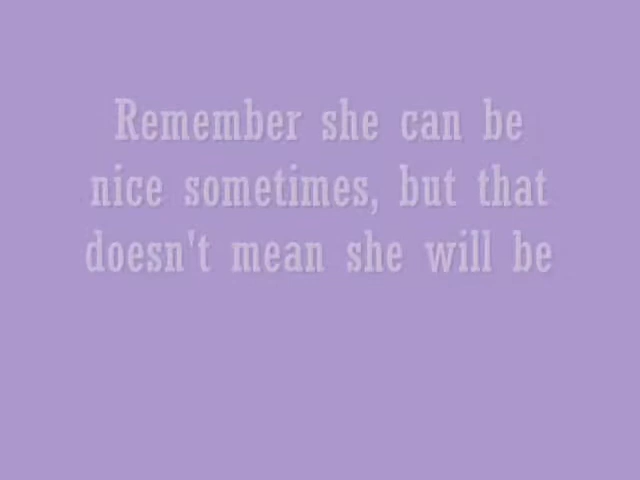 Remember she can be
nice sometimes, but that
doesn't mean she will be